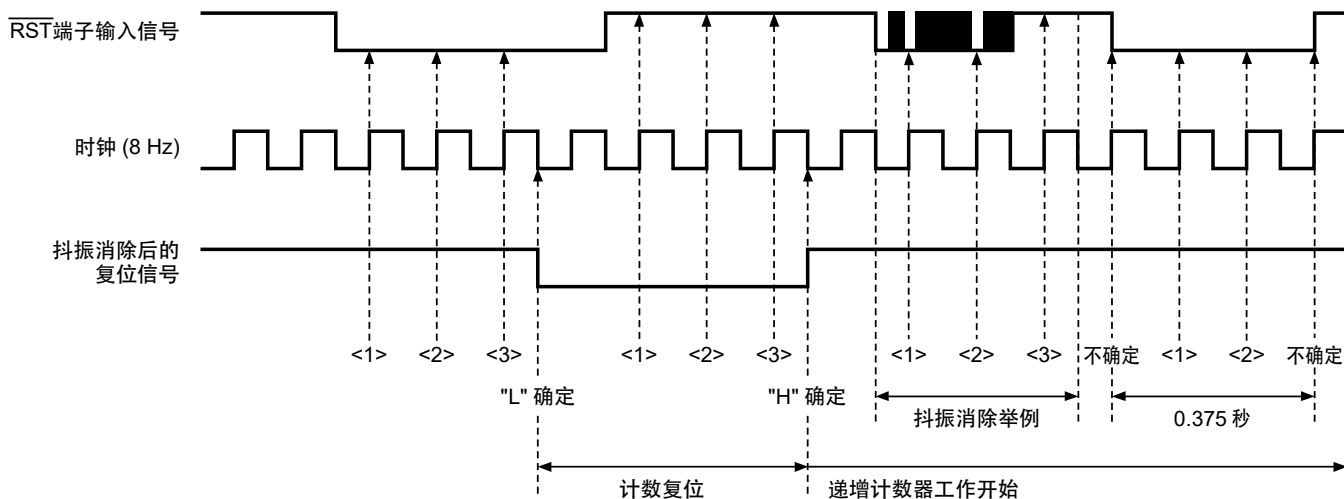 RST端子输入信号
时钟 (8 Hz)
抖振消除后的
复位信号
<1> <2> <3> <1> <2> <3> <1> <2> <3> 不确定 <1> <2> 不确定
"L" 确定 "H" 确定
抖振消除举例 0.375 秒
计数复位 递增计数器工作开始